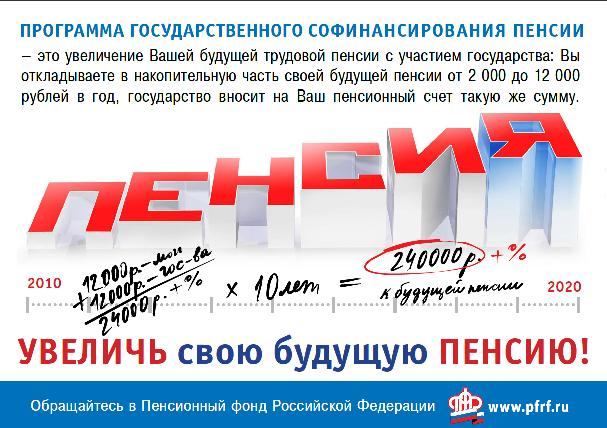 ПРОГРАММА ГОСУДАРСТВЕННОГО СОФИНАНСИРОВАНИЯ ПЕНСИИ
– это увеличение Вашей будущей трудовой пенсии с участием государства: Вы
откладываете в накопительную часть своей будущей пенсии от 2 000 до 12 000
рублей в год, государство вносит на Ваш пенсионный счет такую же сумму.
ПЕНСИЯ
2010
12000р.–мои
+12000р.–гос-ва
24000р.+%
х 10 лет =
240000р.+%
к будущей пенсии
2020
УВЕЛИЧЬ свою будущую ПЕНСИЮ!
Обращайтесь в Пенсионный фонд Российской Федерации
www.pfrf.ru